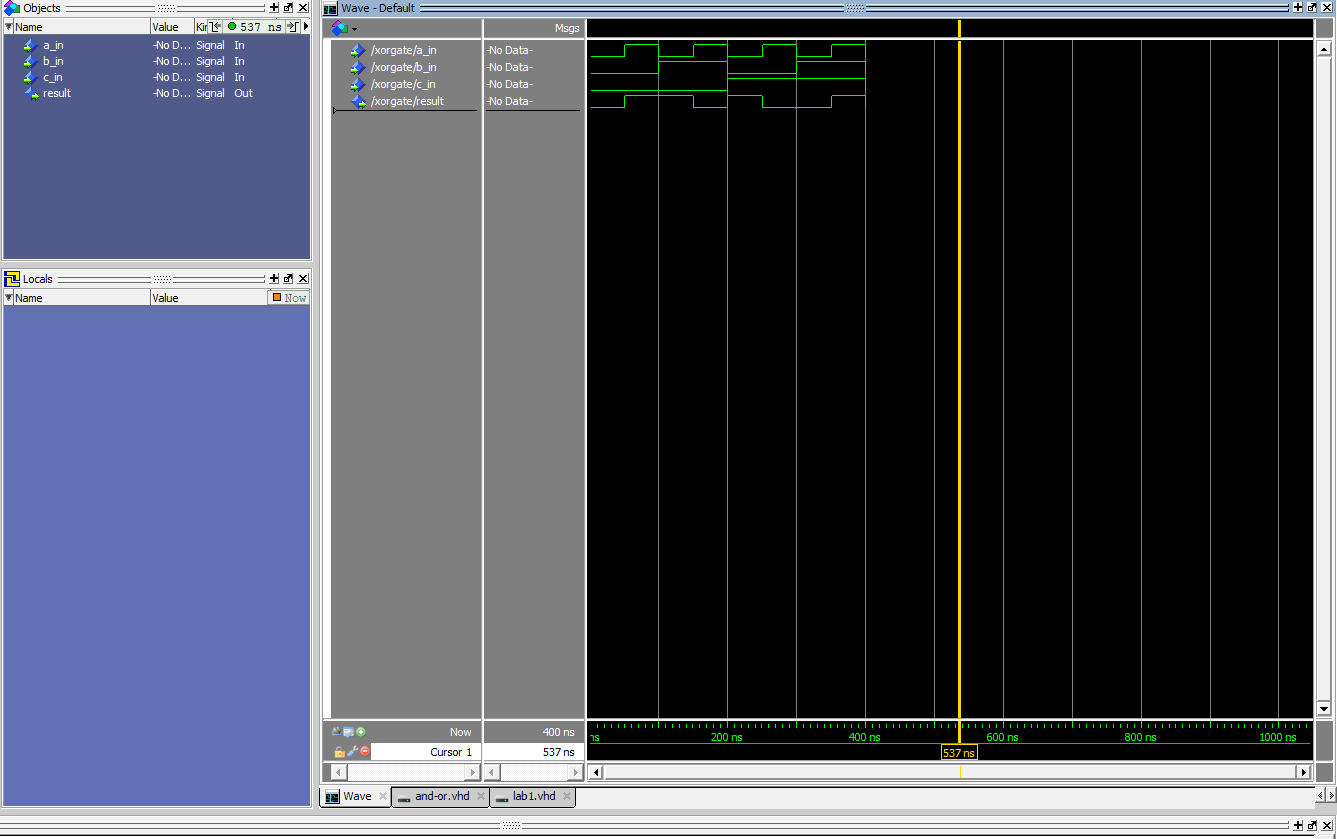 Objects
Wave - Default
Name Value Kin 537 ns
Msgs
a_in -No D... Signal In
b_in -No D... Signal In
c_in -No D... Signal In
result -No D... Signal Out
/xorgate/a_in -No Data-
/xorgate/b_in -No Data-
/xorgate/c_in -No Data-
/xorgate/result -No Data-
Locals
Name Value Now
Now 400 ns
ns 200 ns 400 ns 600 ns 800 ns 1000 ns
Cursor 1 537 ns
537 ns
Wave and-or.vhd lab1.vhd